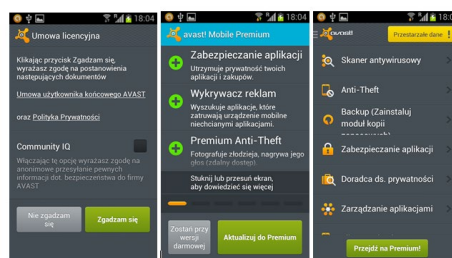 18:04
Umowa licencyjna
Klikając przycisk Zgadzam się,
wyrażasz zgodę na postanowienia
następujących dokumentów
Umowa użytkownika końcowego AVAST
oraz Polityka Prywatności
Community IQ
Włączając tę opcję wyrażasz zgodę na
anonimowe przesyłanie pewnych
informacji dot. bezpieczeństwa do firmy
AVAST
Nie zgadzam
się
Zgadzam się
18:04
avast! Mobile Premium
Zabezpieczanie aplikacji
Utrzymuje prywatność twoich
aplikacji i zakupów.
Wykrywacz reklam
Wyszukuje aplikacje, które
zatruwają urządzenie mobilne
niechcianymi aplikacjami.
Premium Anti-Theft
Fotografuje złodzieja, nagrywa jego
głos (zdalny dostęp).
Stuknij lub przesuń ekran,
aby dowiedzieć się więcej
Zostań przy
wersji
darmowej
Aktualizuj do Premium
18:04
avast!
Przestarzałe dane !
Skaner antywirusowy
Anti-Theft
Backup (Zainstaluj
moduł kopii
Zabezpieczanie aplikacji
Doradca ds. prywatności
Zarządzanie aplikacjami
Przejdź na Premium!